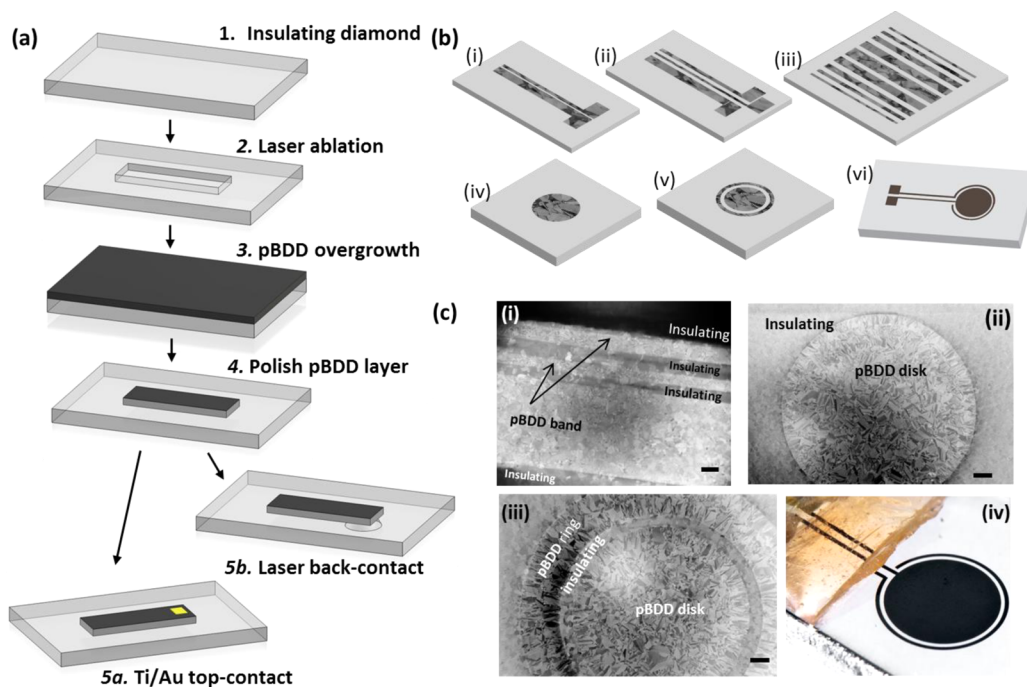 (a)
1. Insulating diamond
2. Laser ablation
3. pBDD overgrowth
4. Polish pBDD layer
5b. Laser back-contact
5a. Ti/Au top-contact
(b)
(i)
(ii)
(iii)
(iv)
(v)
(vi)
(c)
(i)
Insulating
Insulating
Insulating
pBDD band
Insulating
(ii)
Insulating
pBDD disk
(iii)
pBDD ring
insulating
pBDD disk
(iv)